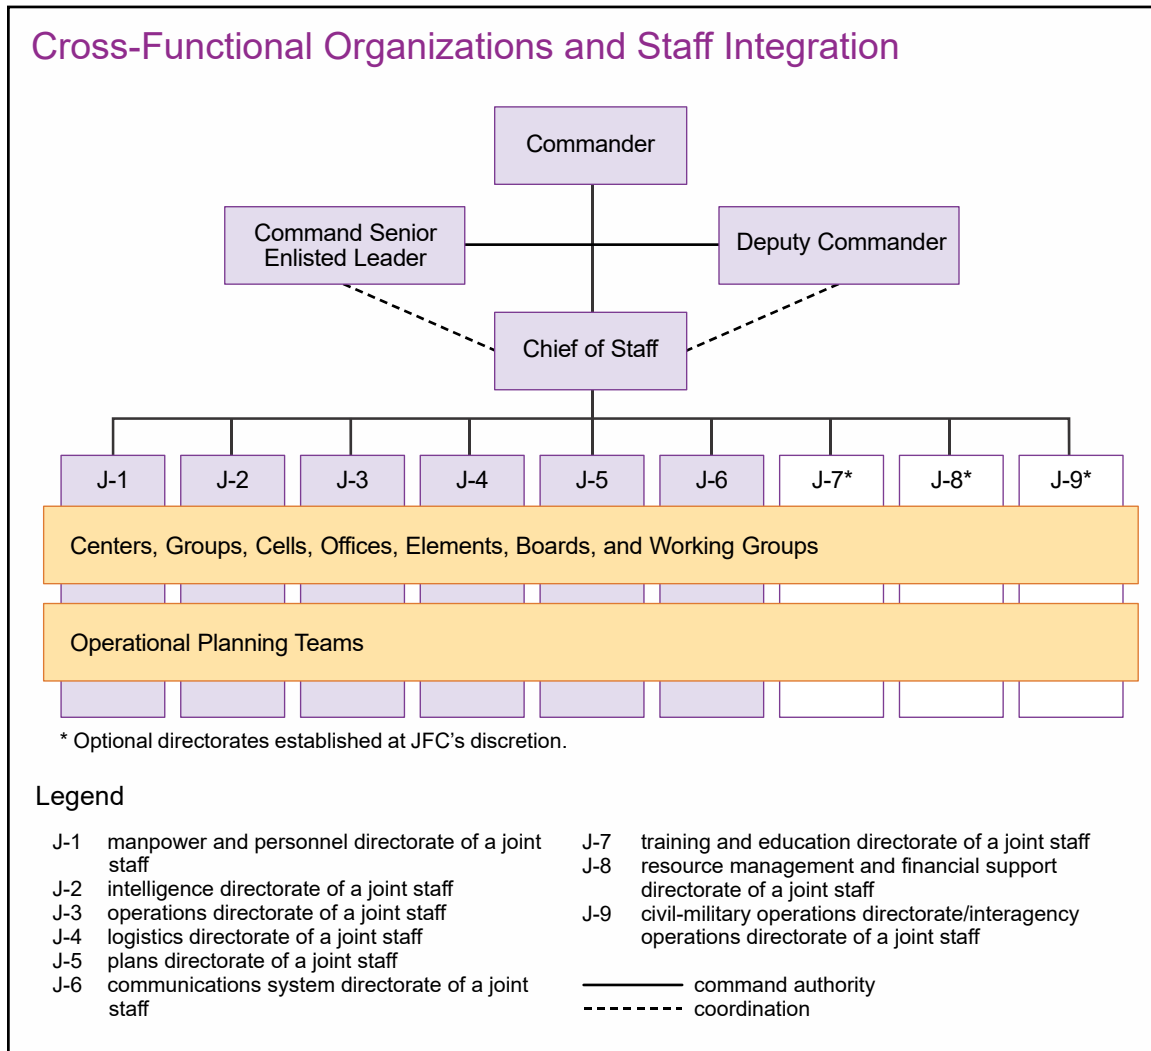 Cross-Functional Organizations and Staff Integration
Commander
Command Senior
Enlisted Leader
Deputy Commander
Chief of Staff
J-1
J-2
J-3
J-4
J-5
J-6
J-7*
J-8*
J-9*
Centers, Groups, Cells, Offices, Elements, Boards, and Working Groups
Operational Planning Teams
* Optional directorates established at JFC's discretion.
Legend
J-1 manpower and personnel directorate of a joint
staff
J-2 intelligence directorate of a joint staff
J-3 operations directorate of a joint staff
J-4 logistics directorate of a joint staff
J-5 plans directorate of a joint staff
J-6 communications system directorate of a joint
staff
J-7 training and education directorate of a joint staff
J-8 resource management and financial support
directorate of a joint staff
J-9 civil-military operations directorate/interagency
operations directorate of a joint staff
command authority
coordination